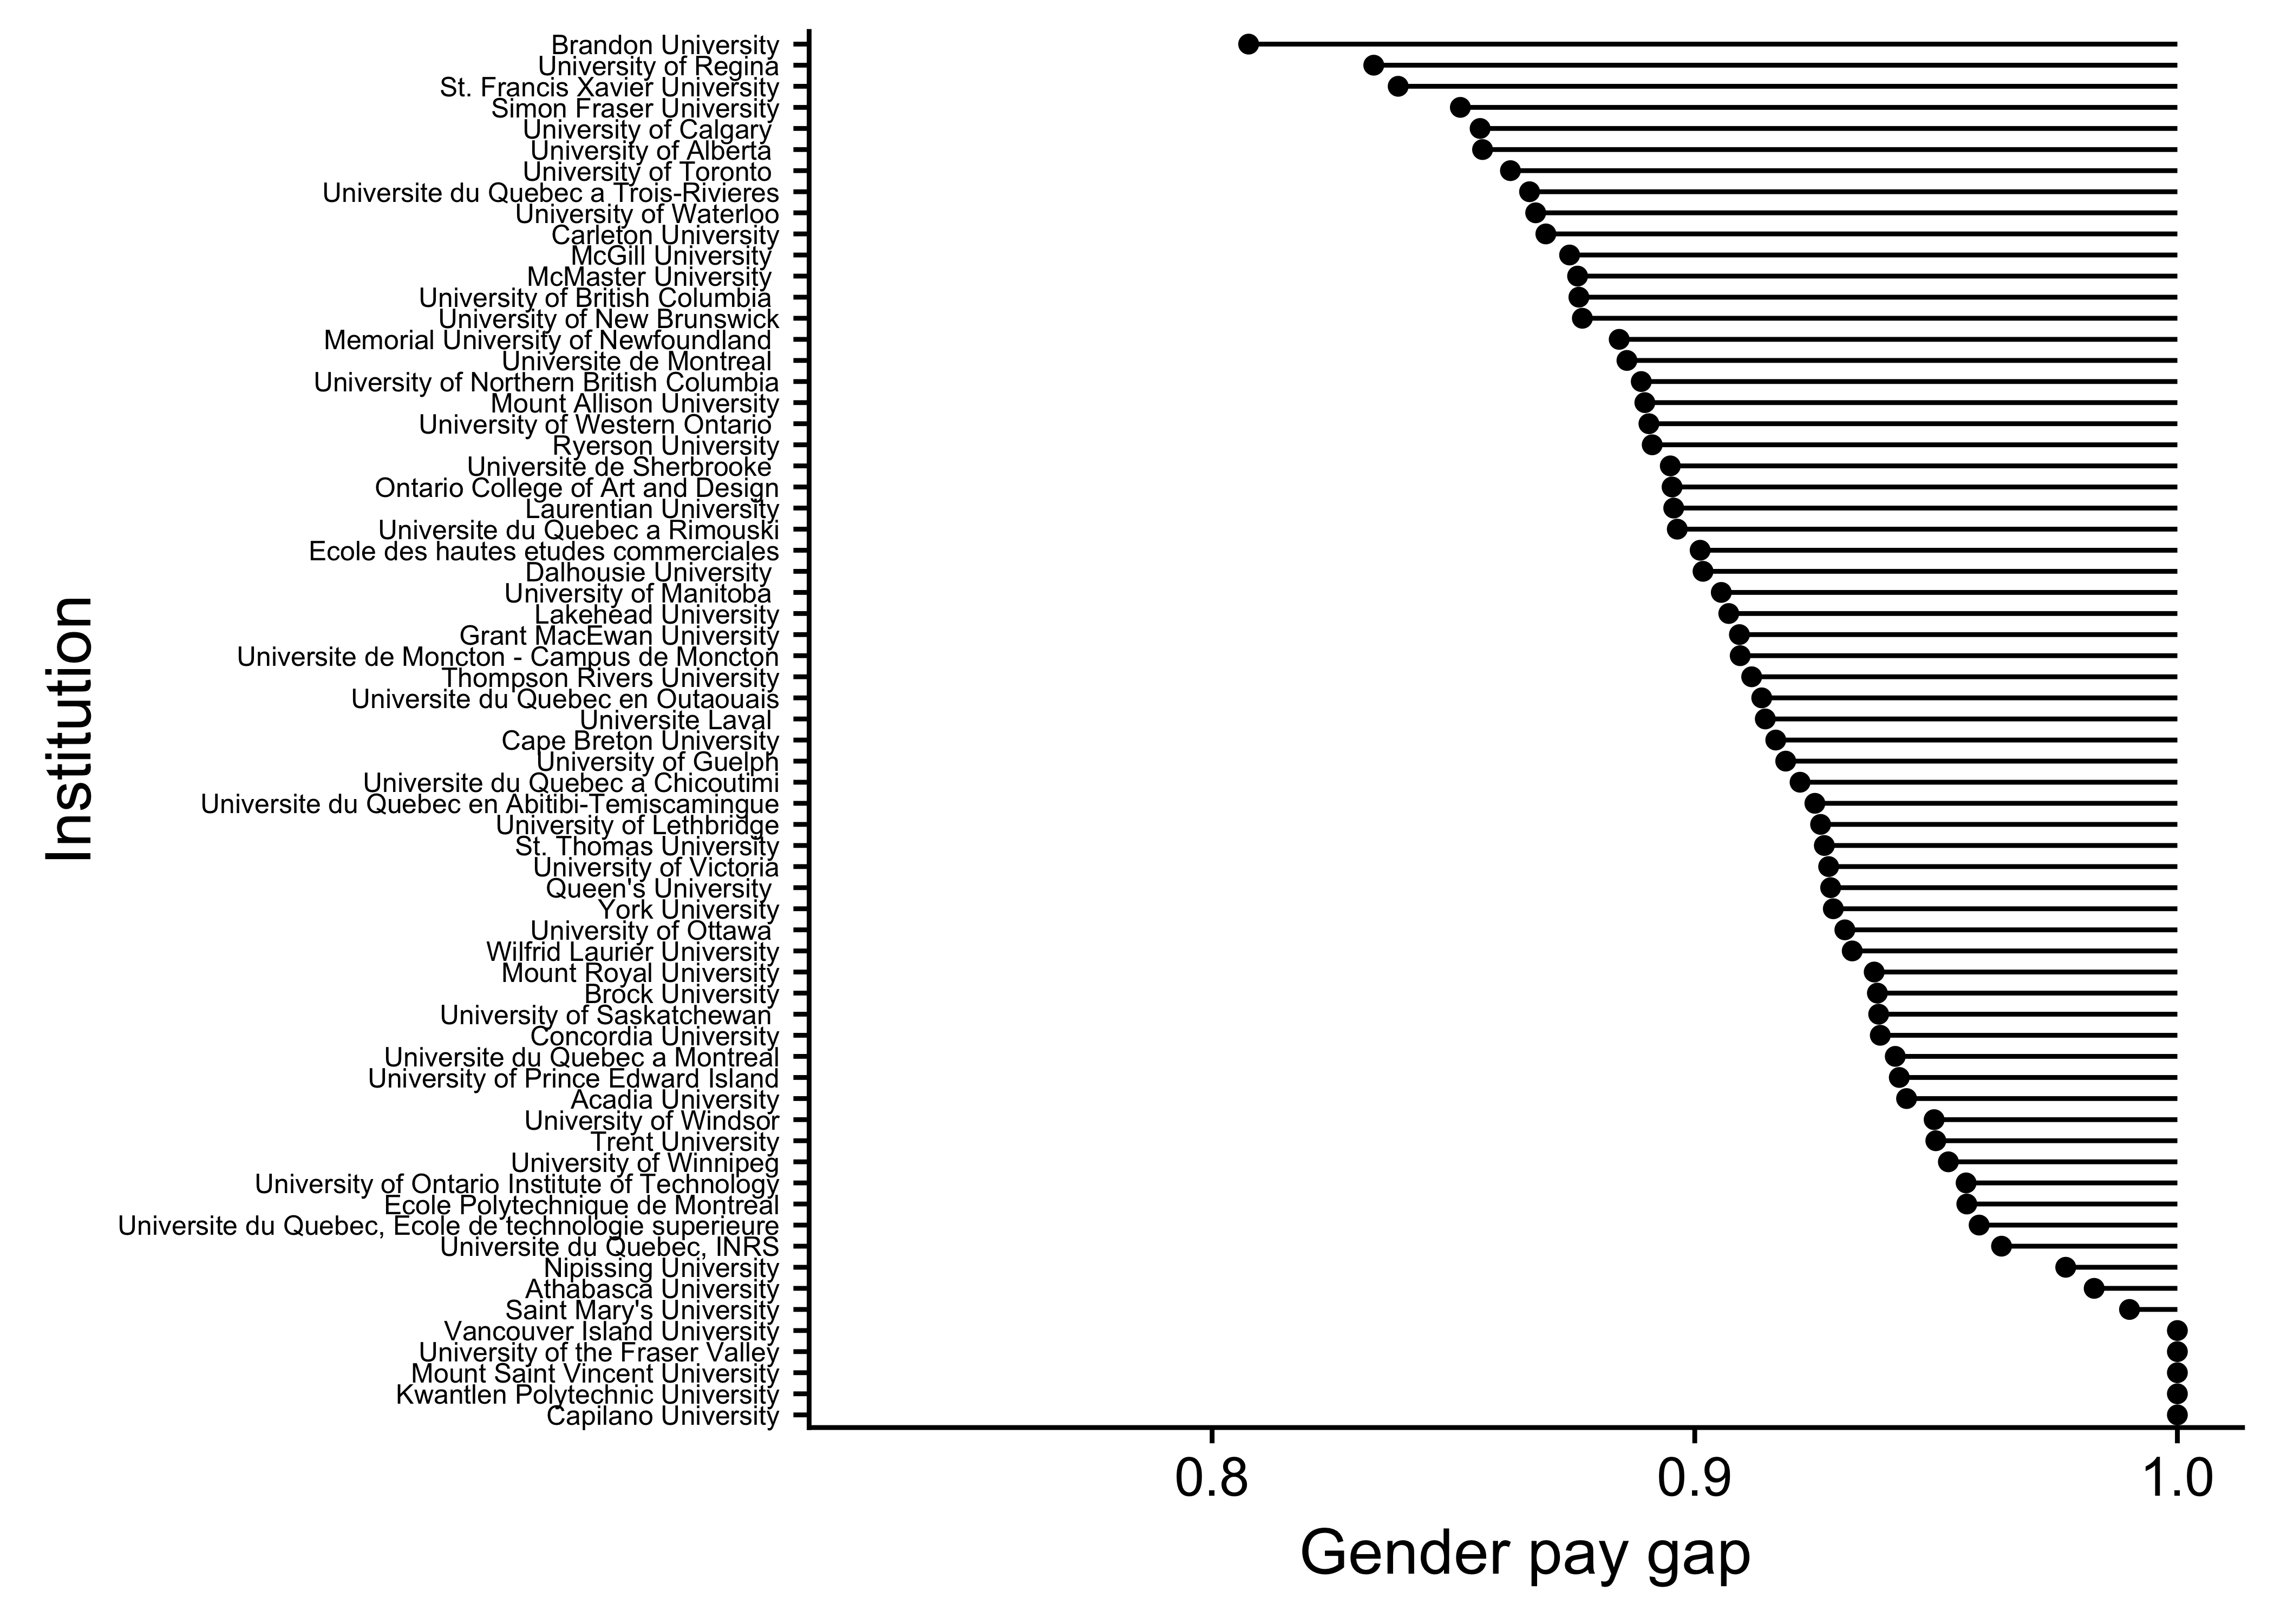 Brandon University
University of Regina
St. Francis Xavier University
Simon Fraser University
University of Calgary
University of Alberta
University of Toronto
Universite du Quebec a Trois-Rivieres
University of Waterloo
Carleton University
McGill University
McMaster University
University of British Columbia
University of New Brunswick
Memorial University of Newfoundland
Universite de Montreal
University of Northern British Columbia
Mount Allison University
University of Western Ontario
Ryerson University
Universite de Sherbrooke
Ontario College of Art and Design
Laurentian University
Universite du Quebec a Rimouski
Ecole des hautes etudes commerciales
Dalhousie University
University of Manitoba
Lakehead University
Grant MacEwan University
Universite de Moncton - Campus de Moncton
Thompson Rivers University
Universite du Quebec en Outaouais
Universite Laval
Cape Breton University
University of Guelph
Universite du Quebec a Chicoutimi
Universite du Quebec en Abitibi-Temiscamingue
University of Lethbridge
St. Thomas University
University of Victoria
Queen's University
York University
University of Ottawa
Wilfrid Laurier University
Mount Royal University
Brock University
University of Saskatchewan
Concordia University
Universite du Quebec a Montreal
University of Prince Edward Island
Acadia University
University of Windsor
Trent University
University of Winnipeg
University of Ontario Institute of Technology
Ecole Polytechnique de Montreal
Universite du Quebec, Ecole de technologie superieure
Universite du Quebec, INRS
Nipissing University
Athabasca University
Saint Mary's University
Vancouver Island University
University of the Fraser Valley
Mount Saint Vincent University
Kwantlen Polytechnic University
Capilano University
Institution
0.8 0.9 1.0
Gender pay gap